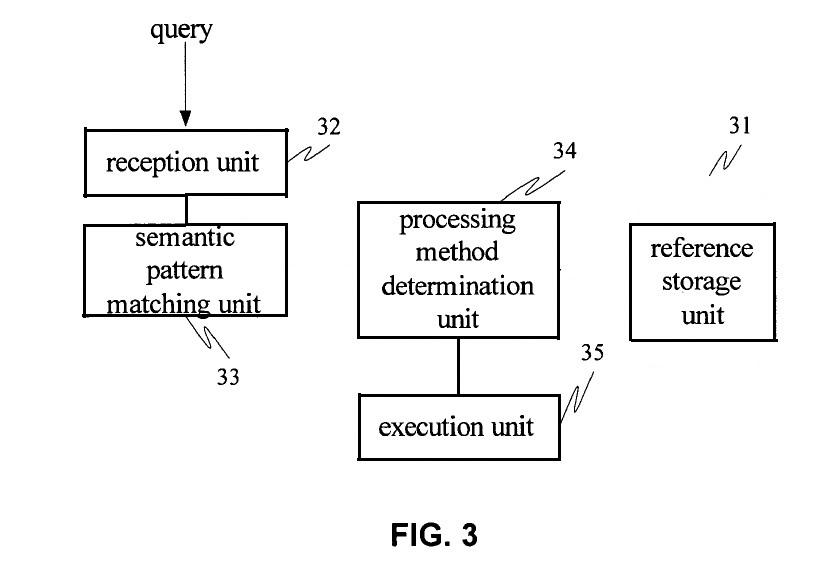 query
32
reception unit
semantic
pattern
matching unit
33
34
processing
method
determination
unit
35
execution unit
31
reference
storage
unit
FIG. 3